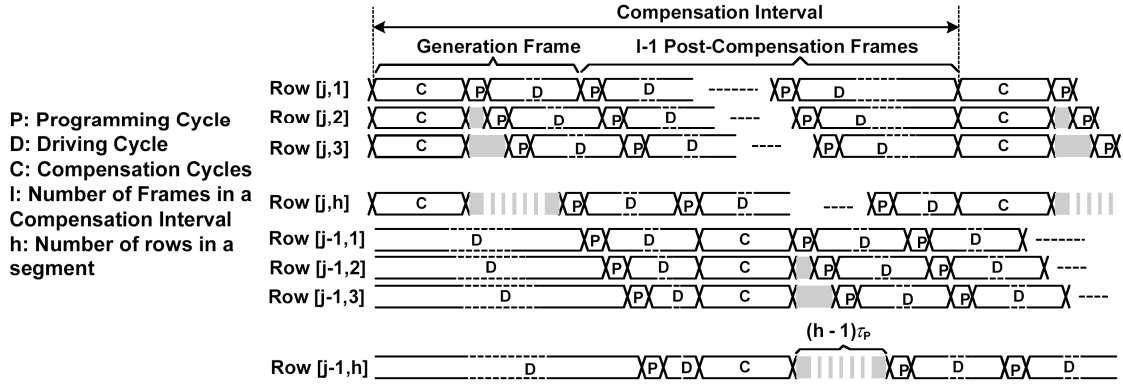 Compensation Interval
Generation Frame I-1 Post-Compensation Frames
Row [j,1] C P D P D P D C P
Row [j,2] C P D P D P D C P
Row [j,3] C P D P D P D C P
Row [j,h] C P D P D P D C
Row [j-1,1] D P D C P D P D
Row [j-1,2] D P D C P D P D
Row [j-1,3] D P D C P D P D
(h - 1)τP
Row [j-1,h] D P D C P D P D
P: Programming Cycle
D: Driving Cycle
C: Compensation Cycles
I: Number of Frames in a
Compensation Interval
h: Number of rows in a
segment